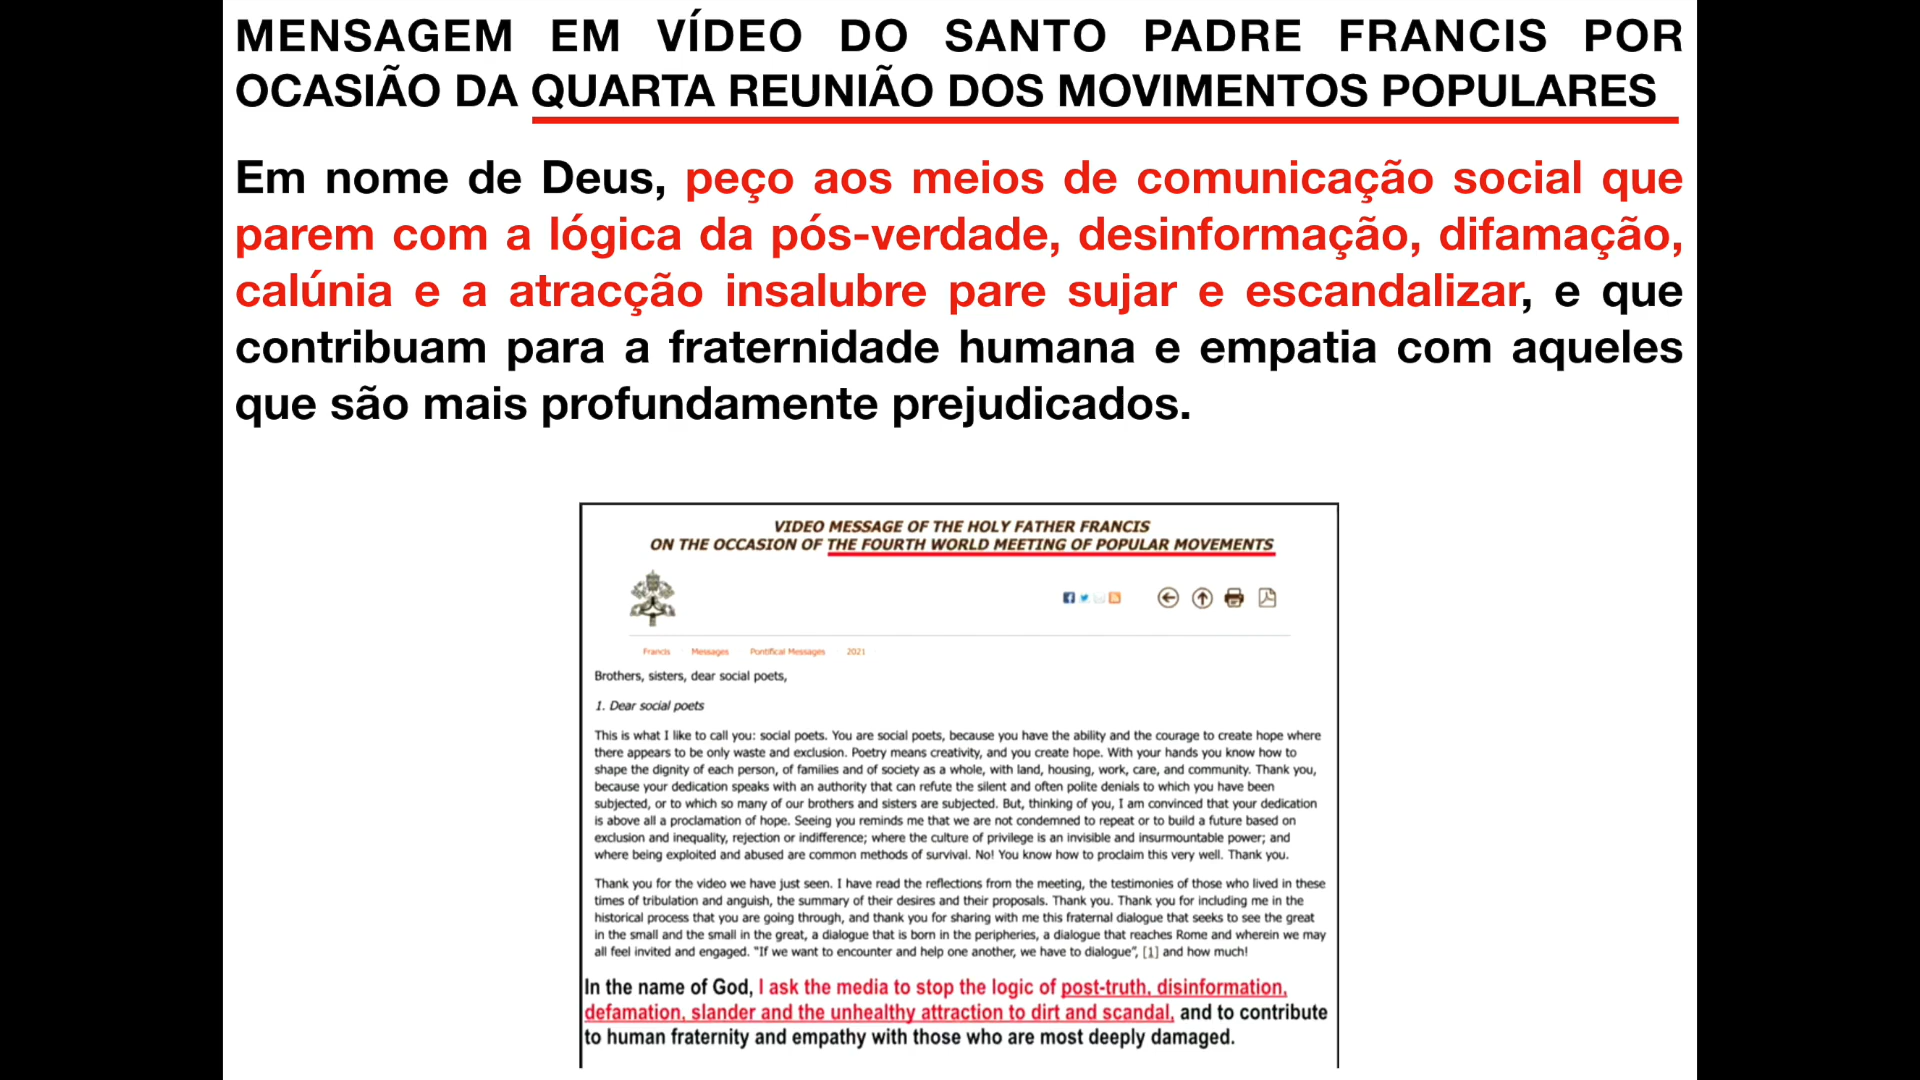 MENSAGEM EM VÍDEO DO SANTO PADRE FRANCIS POR
OCASIÃO DA QUARTA REUNIÃO DOS MOVIMENTOS POPULARES
Em nome de Deus, peço aos meios de comunicação social que
parem com a lógica da pós-verdade, desinformação, difamação,
calúnia e a atracção insalubre pare sujar e escandalizar, e que
contribuam para a fraternidade humana e empatia com aqueles
que são mais profundamente prejudicados.
VIDEO MESSAGE OF THE HOLY FATHER FRANCIS
ON THE OCCASION OF THE FOURTH WORLD MEETING OF POPULAR MOVEMENTS
Francis Messages Pontifical Messages 2021
Brothers, sisters, dear social poets,
1. Dear social poets
This is what I like to call you: social poets. You are social poets, because you have the ability and the courage to create hope where
there appears to be only waste and exclusion. Poetry means creativity, and you create hope. With your hands you know how to
shape the dignity of each person, of families and of society as a whole, with land, housing, work, care, and community. Thank you,
because your dedication speaks with an authority that can refute the silent and often polite denials to which you have been
subjected, or to which so many of our brothers and sisters are subjected. But, thinking of you, I am convinced that your dedication
is above all a proclamation of hope. Seeing you reminds me that we are not condemned to repeat or to build a future based on
exclusion and inequality, rejection or indifference; where the culture of privilege is an invisible and insurmountable power; and
where being exploited and abused are common methods of survival. No! You know how to proclaim this very well. Thank you.
Thank you for the video we have just seen. I have read the reflections from the meeting, the testimonies of those who lived in these
times of tribulation and anguish, the summary of their desires and their proposals. Thank you. Thank you for including me in the
historical process that you are going through, and thank you for sharing with me this fraternal dialogue that seeks to see the great
in the small and the small in the great, a dialogue that is born in the peripheries, a dialogue that reaches Rome and wherein we may
all feel invited and engaged. "If we want to encounter and help one another, we have to dialogue", [1] and how much!
In the name of God, I ask the media to stop the logic of post-truth, disinformation,
defamation, slander and the unhealthy attraction to dirt and scandal, and to contribute
to human fraternity and empathy with those who are most deeply damaged.